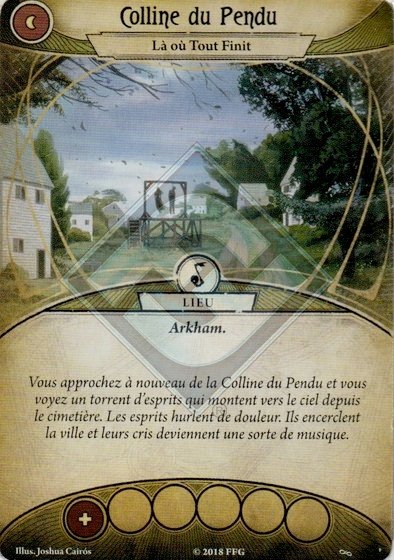 Colline du Pendu
Là où Tout Finit
LIEU
Arkham.
Vous approchez à nouveau de la Colline du Pendu et vous
voyez un torrent d'esprits qui montent vers le ciel depuis
le cimetière. Les esprits hurlent de douleur. Ils encerclent
la ville et leurs cris deviennent une sorte de musique.
Illus. Joshua Cairós
© 2018 FFG